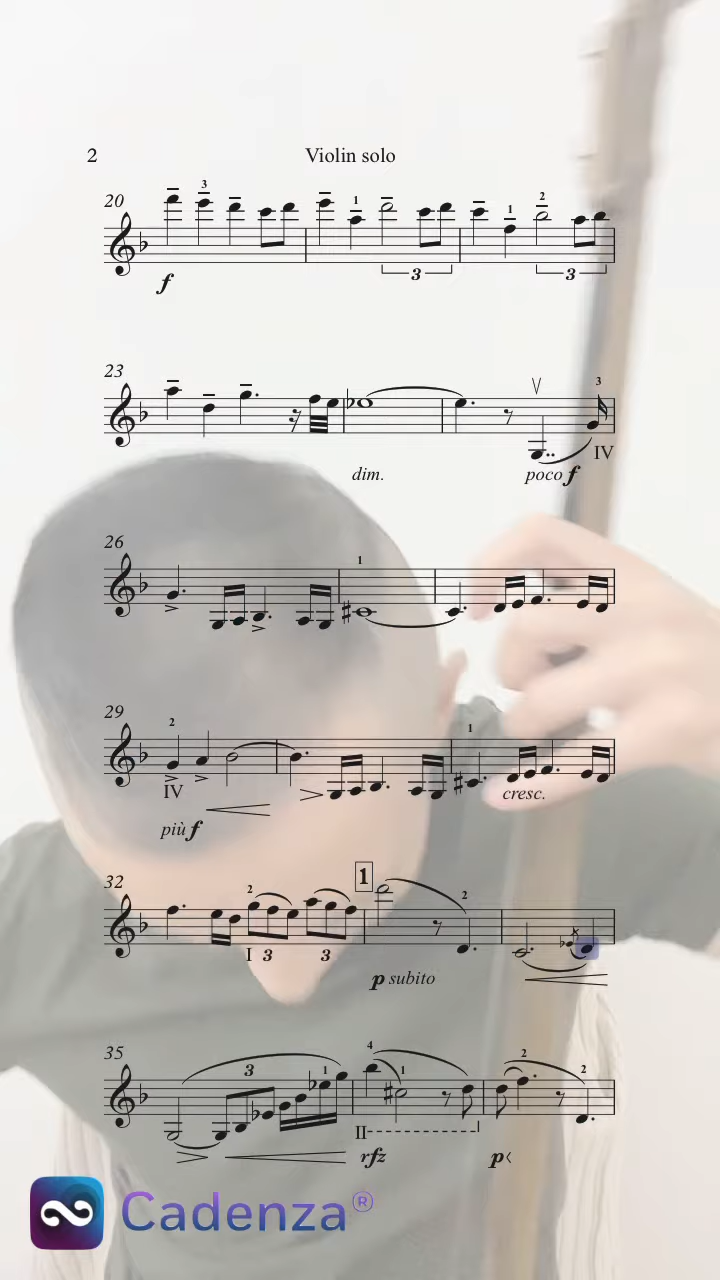 2 Violin solo
20
3 1 1 2
f 3 3
23
3
dim. poco f IV
26
1
29
2 1
IV cresc.
più f
32 1
2 2
I 3 3
p subito
35
3 1 4 1 2 2
II
rfz p
Cadenza®